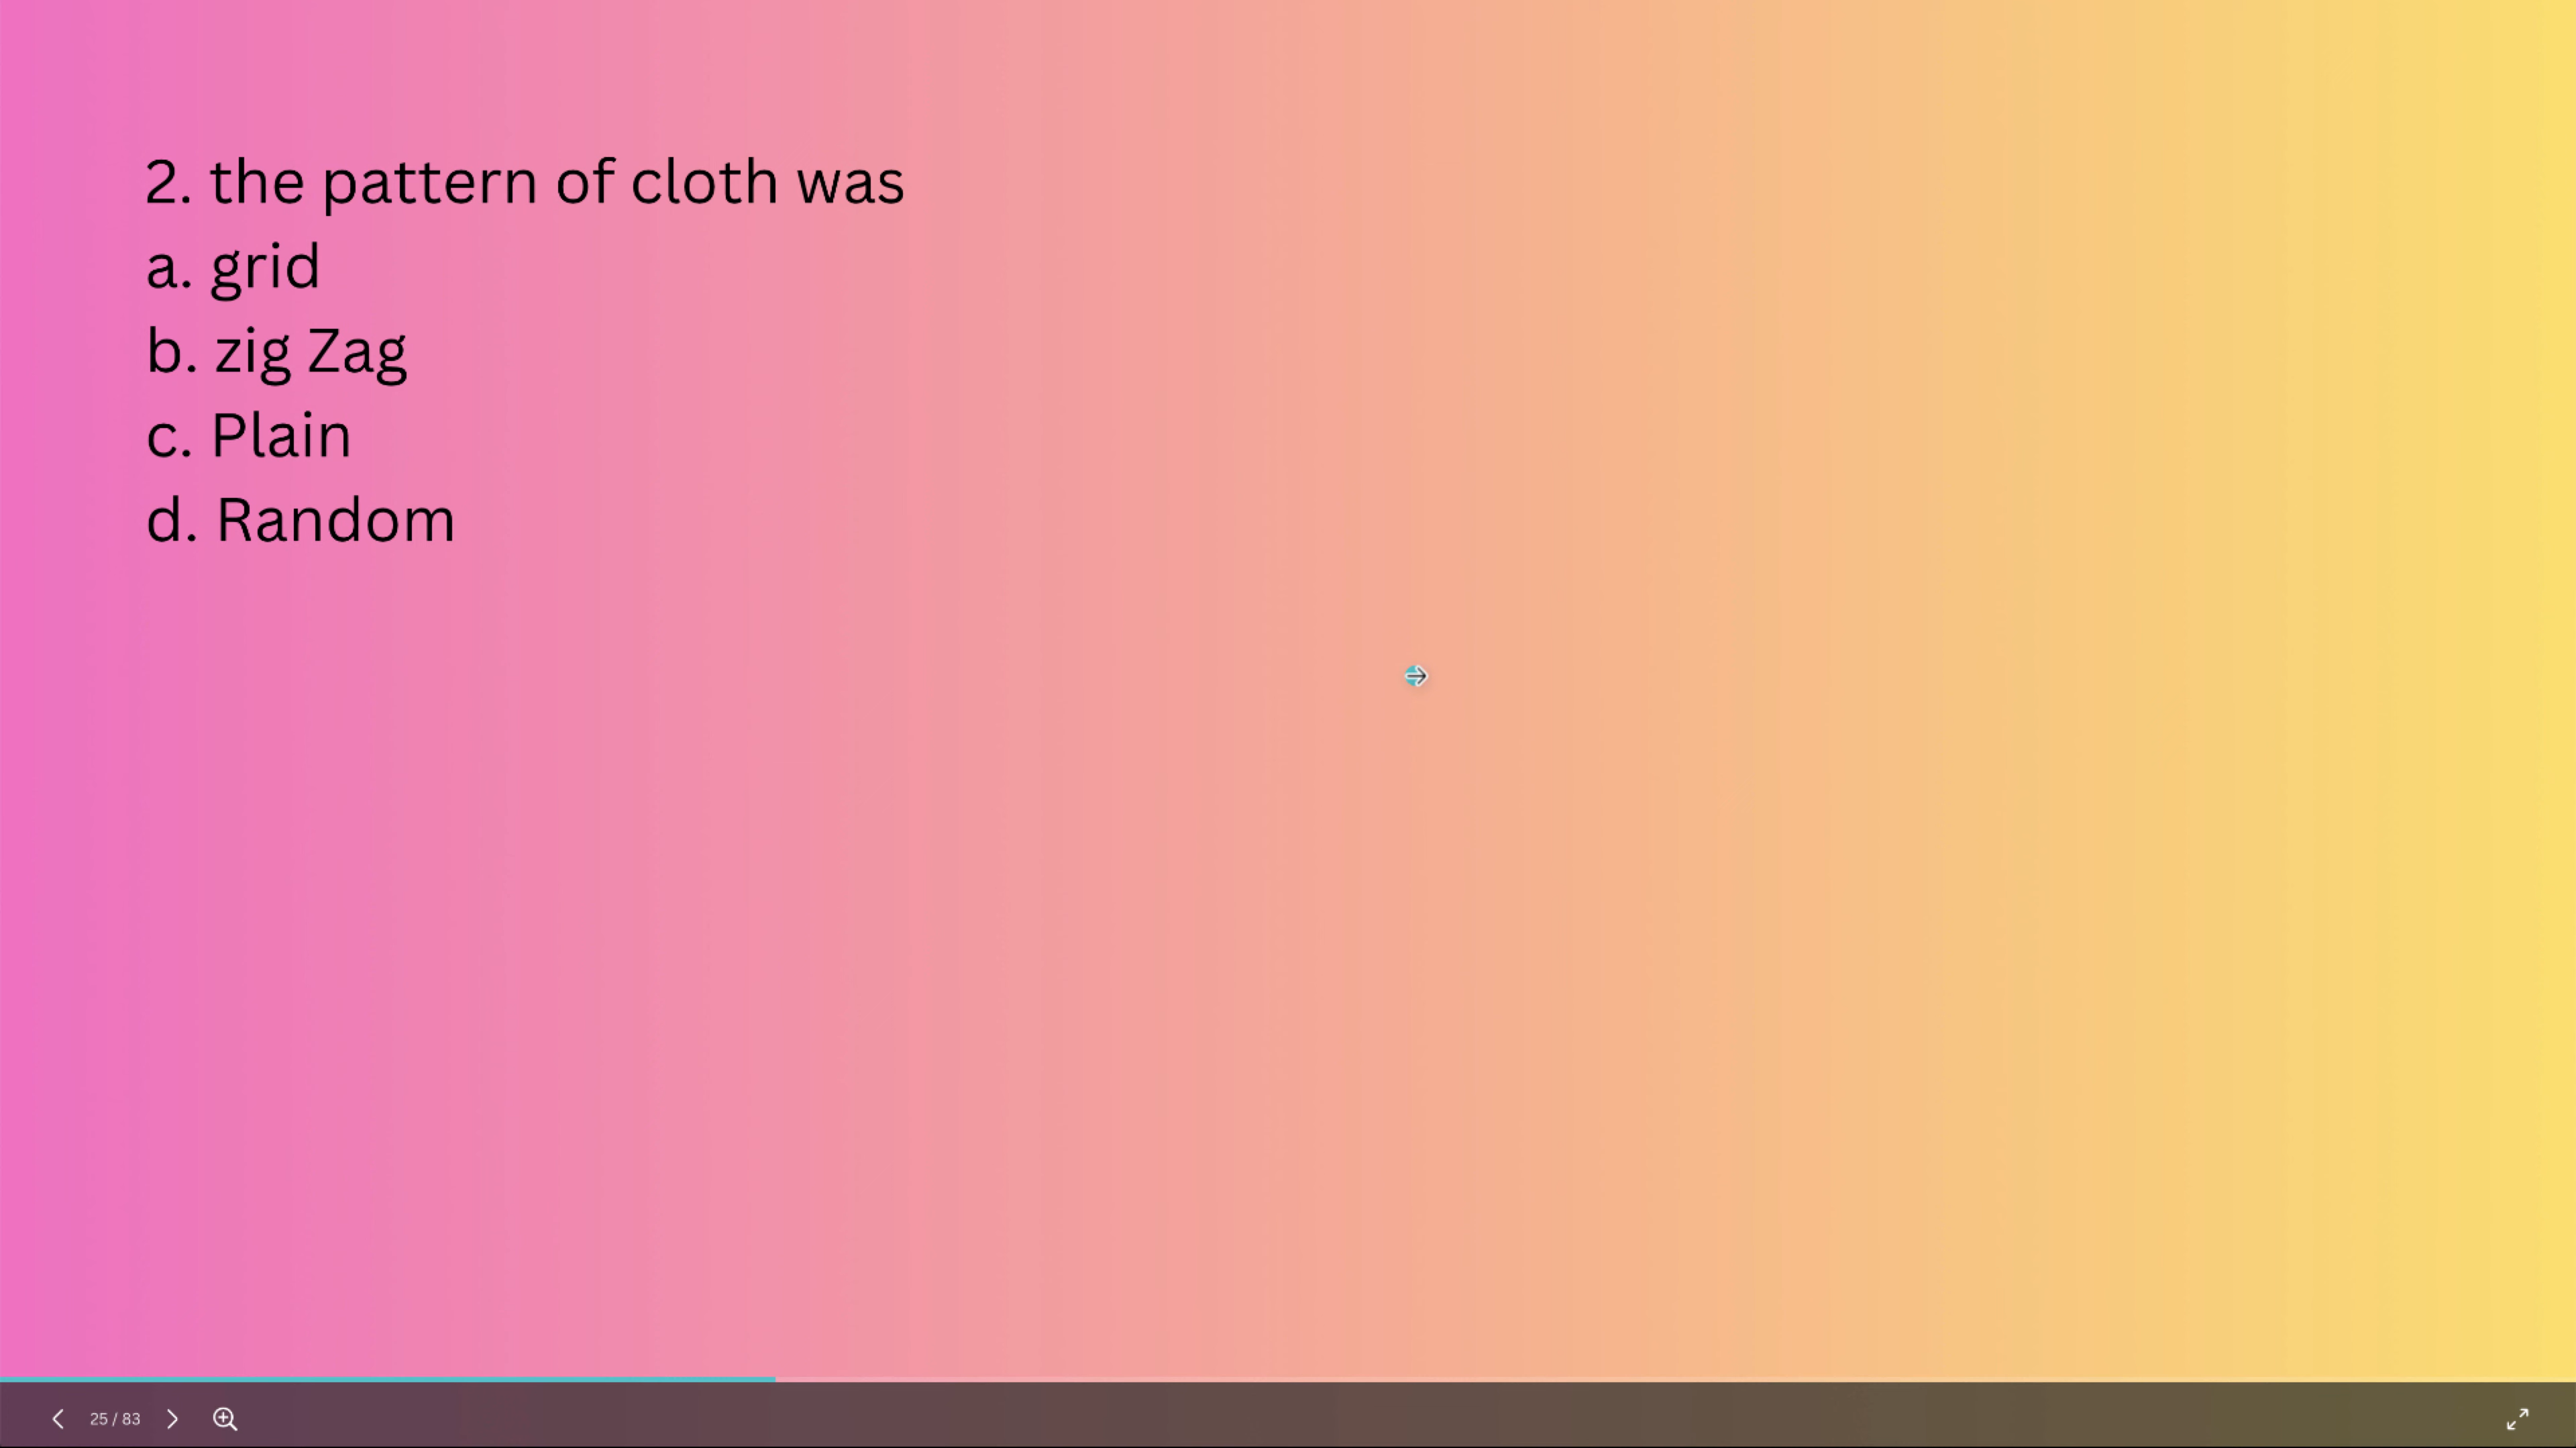 2. the pattern of cloth was
a. grid
b. zig Zag
c. Plain
d. Random
25 / 83